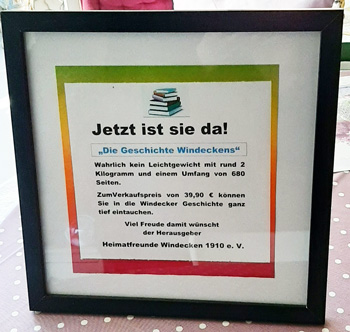 Jetzt ist sie da!
„Die Geschichte Windeckens“
Wahrlich kein Leichtgewicht mit rund 2
Kilogramm und einem Umfang von 680
Seiten.
ZumVerkaufspreis von 39,90 € können
Sie in die Windecker Geschichte ganz
tief eintauchen.
Viel Freude damit wünscht
der Herausgeber
Heimatfreunde Windecken 1910 e. V.